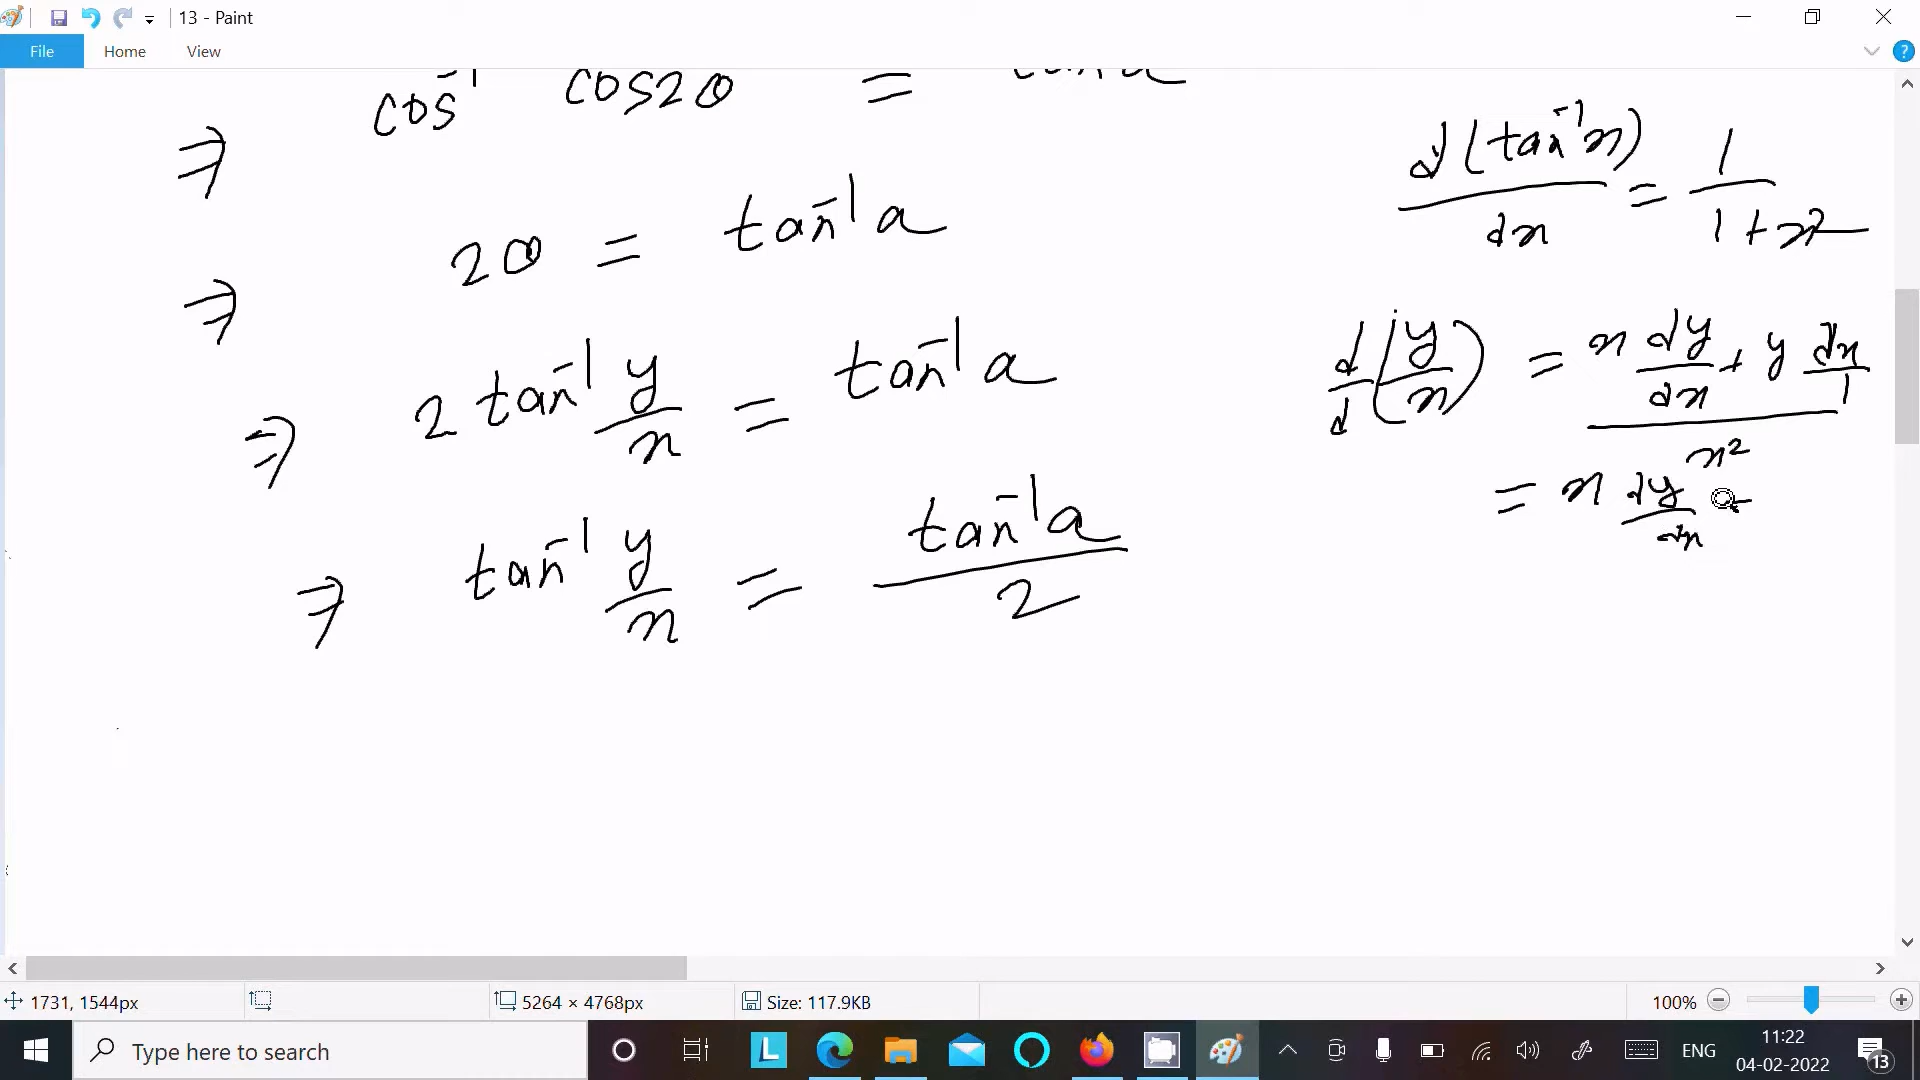 13 - Paint
File Home View
⇒ cos⁻¹ cos2θ =
⇒ 2θ = tan⁻¹a
⇒ 2 tan⁻¹ y/x = tan⁻¹a
⇒ tan⁻¹ y/x = tan⁻¹a / 2
d(tan⁻¹x)/dx = 1/(1+x²)
d/d (y/x) = (x dy/dx + y dx/1) / x²
= x dy/dx
1731, 1544px
5264 × 4768px
Size: 117.9KB
100%
Type here to search
L
ENG
11:22
04-02-2022
13